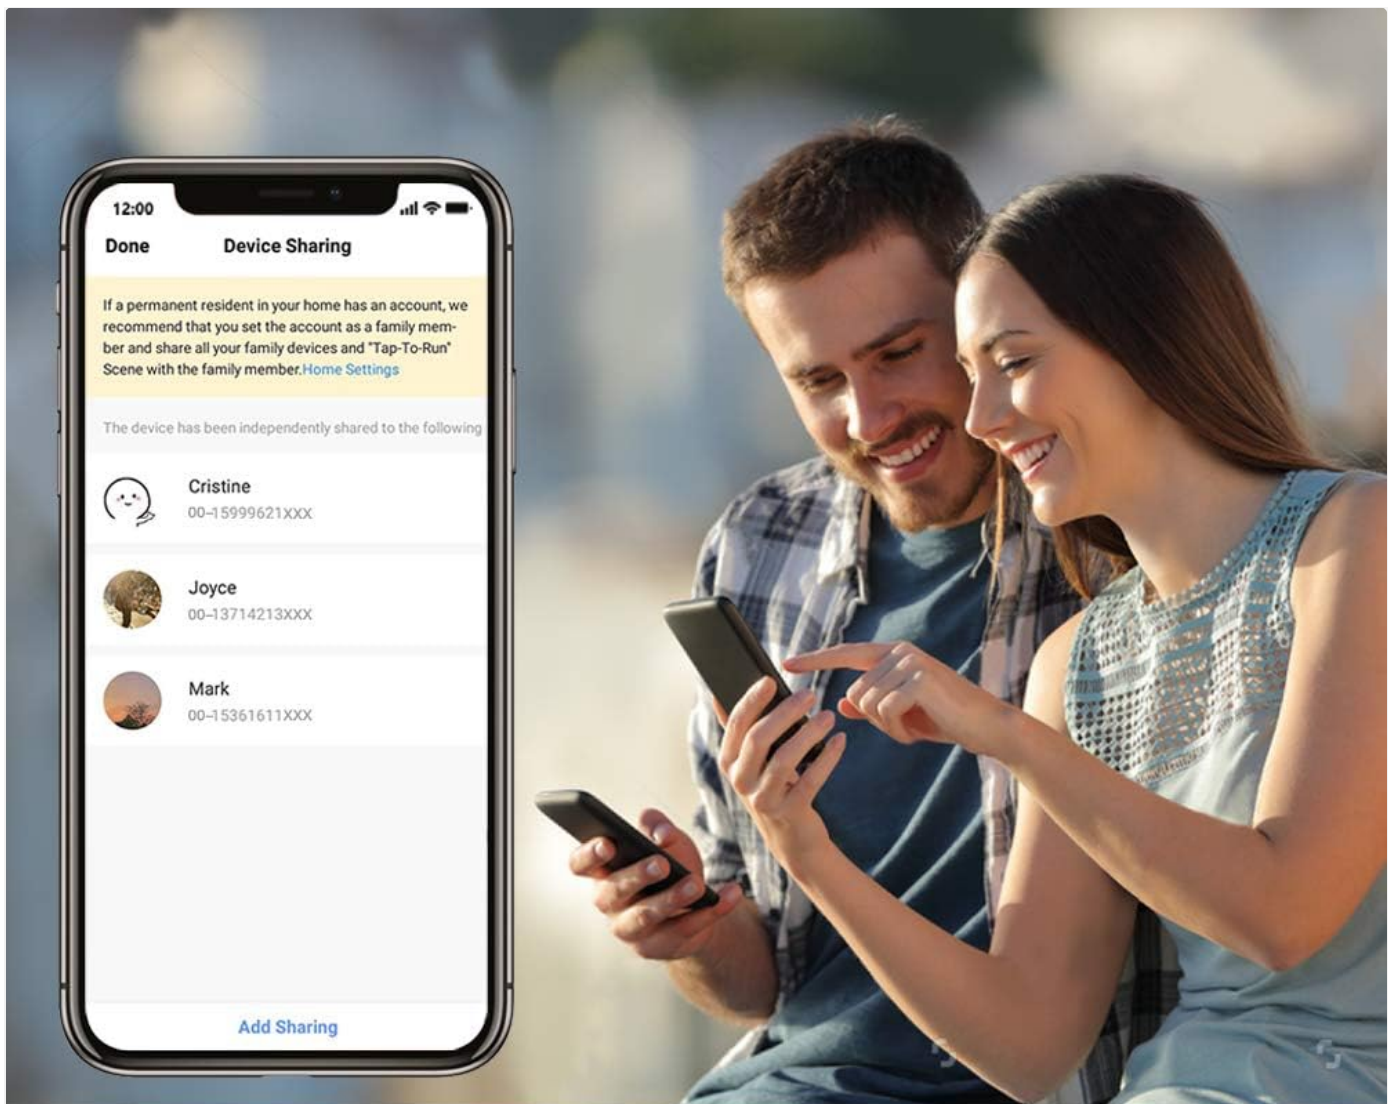 12:00
Done Device Sharing
If a permanent resident in your home has an account, we
recommend that you set the account as a family mem-
ber and share all your family devices and "Tap-To-Run"
Scene with the family member.Home Settings
The device has been independently shared to the following
Cristine
00-15999621XXX
Joyce
00-13714213XXX
Mark
00-15361611XXX
Add Sharing